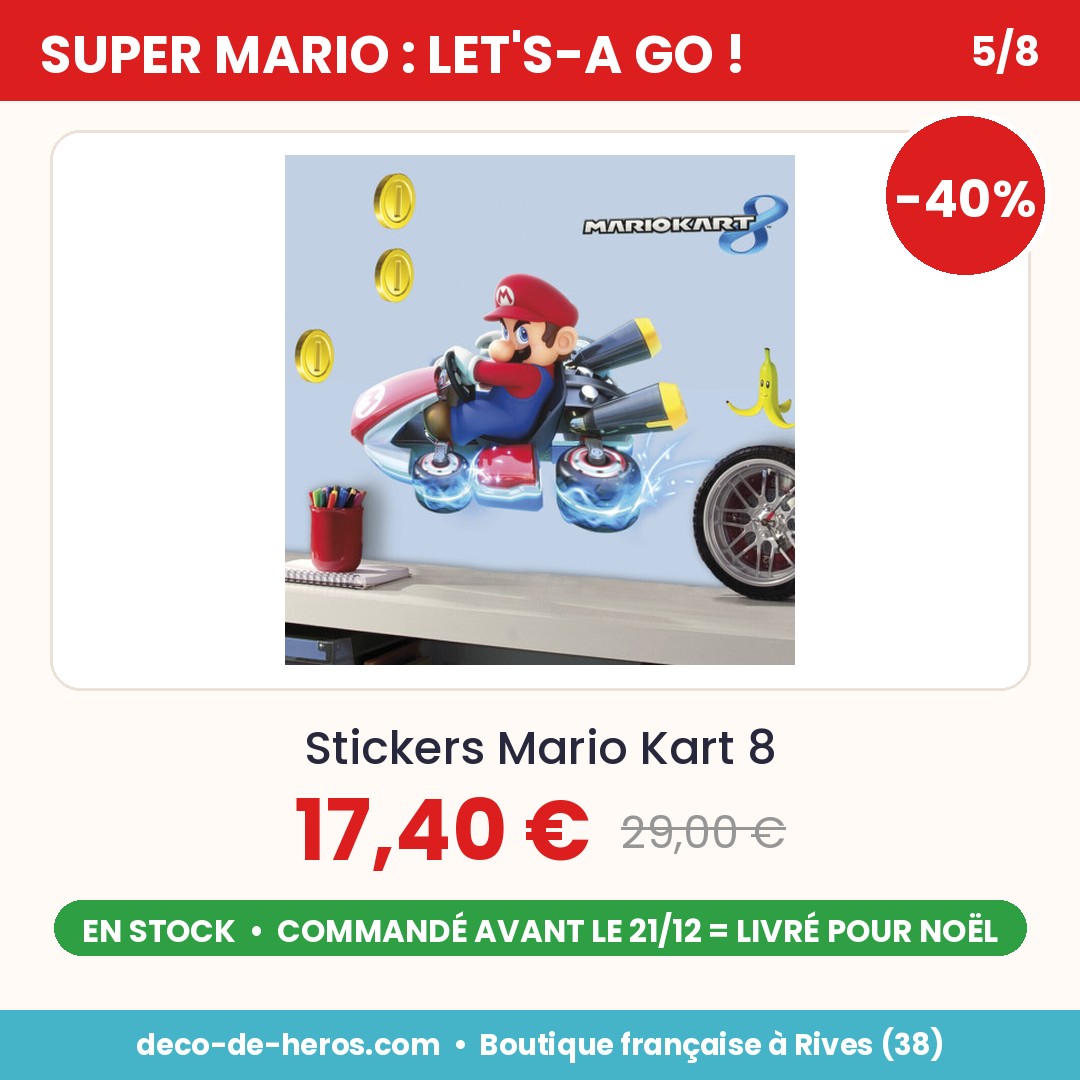 SUPER MARIO : LET'S-A GO !
5/8
-40%
MARIOKART 8
Stickers Mario Kart 8
17,40 € 29,00 €
EN STOCK • COMMANDÉ AVANT LE 21/12 = LIVRÉ POUR NOËL
deco-de-heros.com • Boutique française à Rives (38)